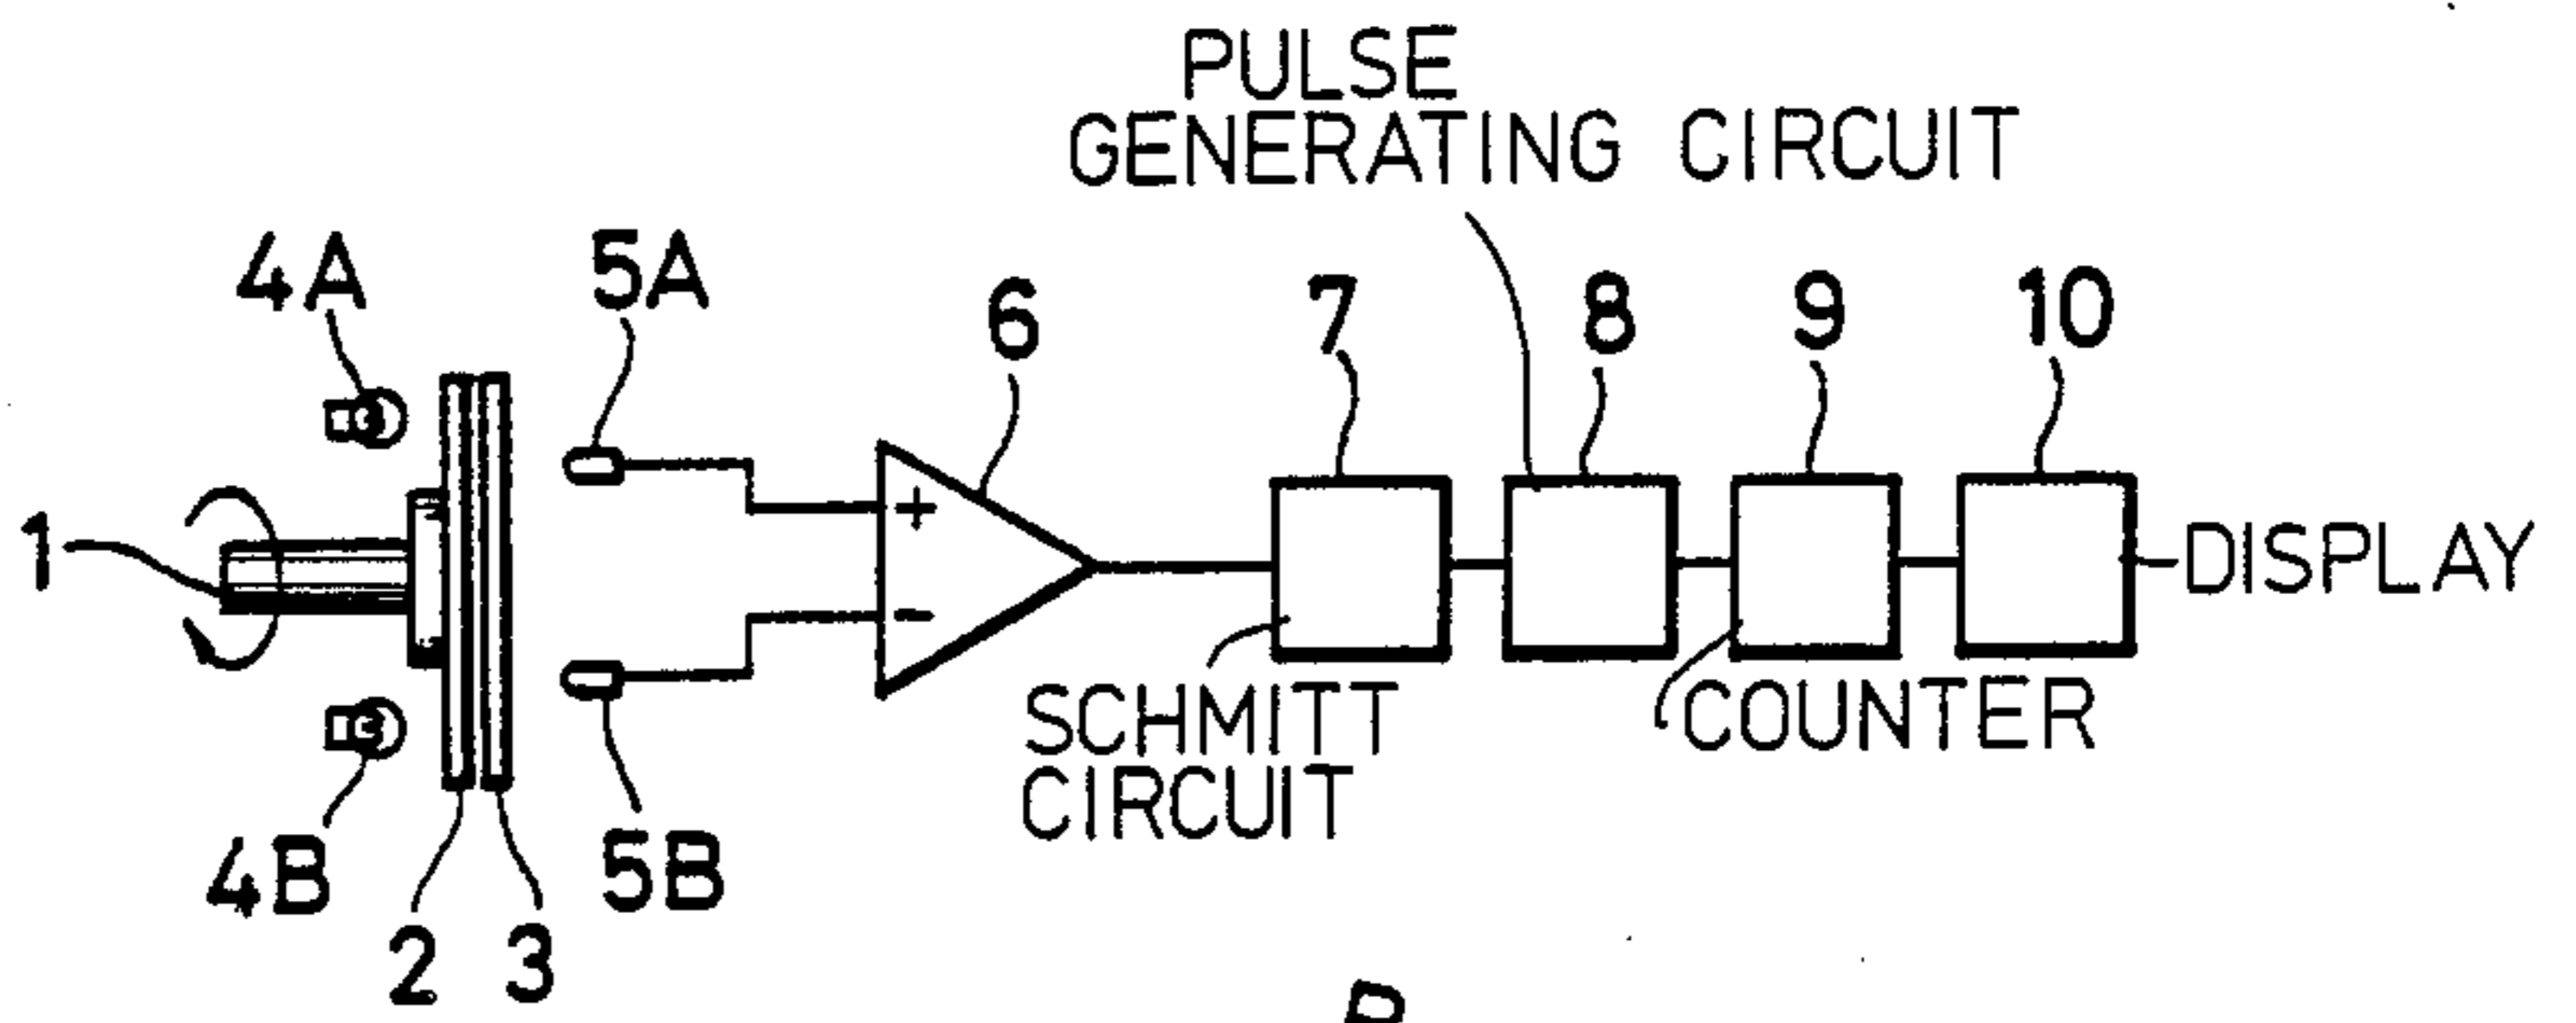 PULSE
GENERATING CIRCUIT
4A
5A
6
7
8
9
10
1
+
-
DISPLAY
SCHMITT
CIRCUIT
COUNTER
4B
5B
2
3